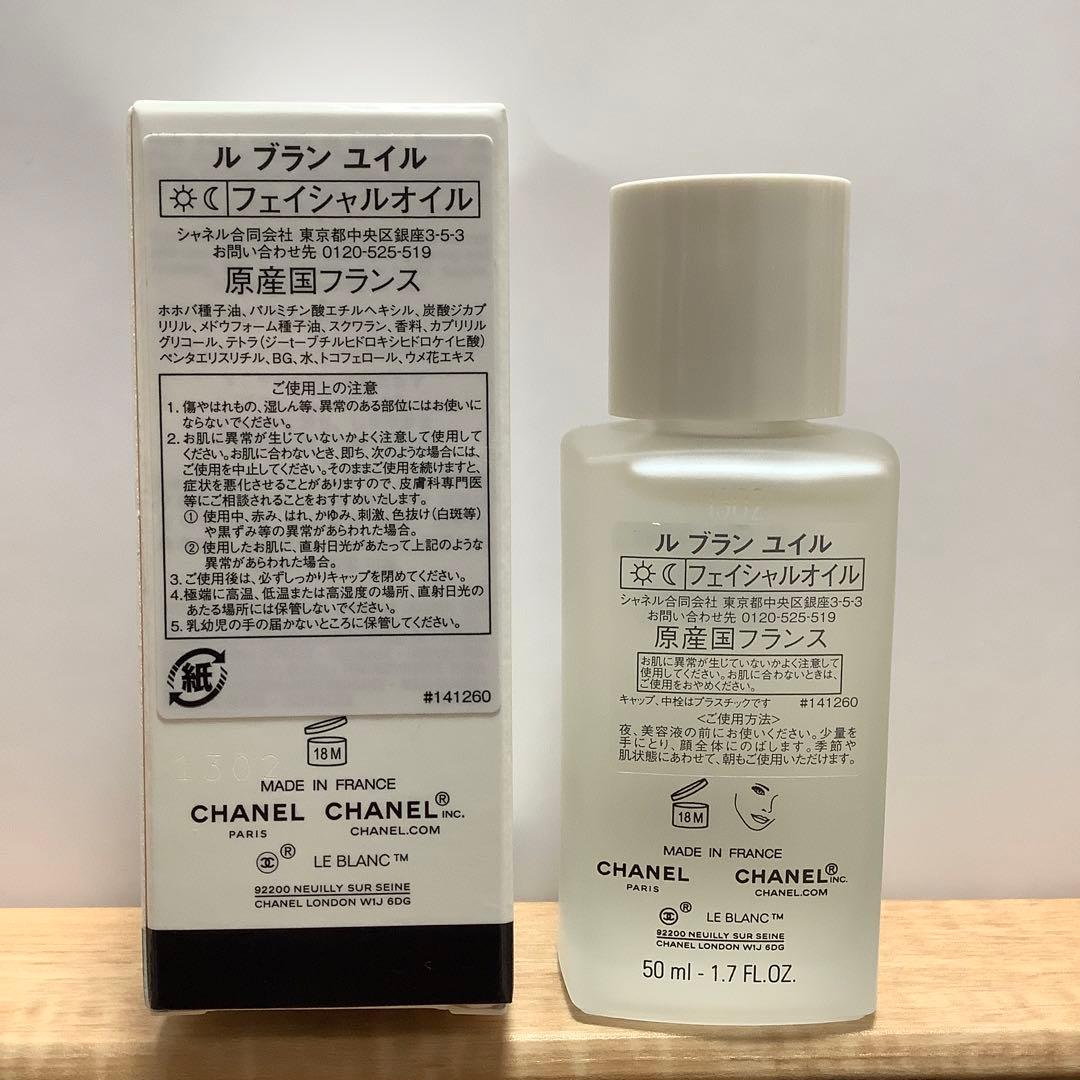 ル ブラン ユイル
フェイシャルオイル
シャネル合同会社 東京都中央区銀座3-5-3
お問い合わせ先 0120-525-519
原産国フランス
ホホバ種子油、パルミチン酸エチルヘキシル、炭酸ジカプ
リリル、メドウフォーム種子油、スクワラン、香料、カプリリル
グリコール、テトラ(ジ-t-ブチルヒドロキシヒドロケイヒ酸)
ペンタエリスリチル、BG、水、トコフェロール、ウメ花エキス
ご使用上の注意
1. 傷やはれもの、湿しん等、異常のある部位にはお使いに
ならないでください。
2. お肌に異常が生じていないかよく注意して使用して
ください。お肌に合わないとき、即ち、次のような場合には、
ご使用を中止してください。そのままご使用を続けますと、
症状を悪化させることがありますので、皮膚科専門医
等にご相談されることをおすすめいたします。
① 使用中、赤み、はれ、かゆみ、刺激、色抜け(白斑等)
や黒ずみ等の異常があらわれた場合。
② 使用したお肌に、直射日光があたって上記のような
異常があらわれた場合。
3. ご使用後は、必ずしっかりキャップを閉めてください。
4. 極端に高温、低温または高湿度の場所、直射日光の
あたる場所には保管しないでください。
5. 乳幼児の手の届かないところに保管してください。
紙
#141260
18M
1302
MADE IN FRANCE
CHANEL CHANEL® INC.
PARIS CHANEL.COM
® LE BLANC™
92200 NEUILLY SUR SEINE
CHANEL LONDON W1J 6DG
ル ブラン ユイル
フェイシャルオイル
シャネル合同会社 東京都中央区銀座3-5-3
お問い合わせ先 0120-525-519
原産国フランス
お肌に異常が生じていないかよく注意して
使用してください。お肌に合わないときは、
ご使用をおやめください。
キャップ、中栓はプラスチックです #141260
<ご使用方法>
夜、美容液の前にお使いください。少量を
手にとり、顔全体にのばします。季節や
肌状態にあわせて、朝もご使用いただけます。
18M
MADE IN FRANCE
CHANEL CHANEL® INC.
PARIS CHANEL.COM
® LE BLANC™
92200 NEUILLY SUR SEINE
CHANEL LONDON W1J 6DG
50 ml - 1.7 FL.OZ.